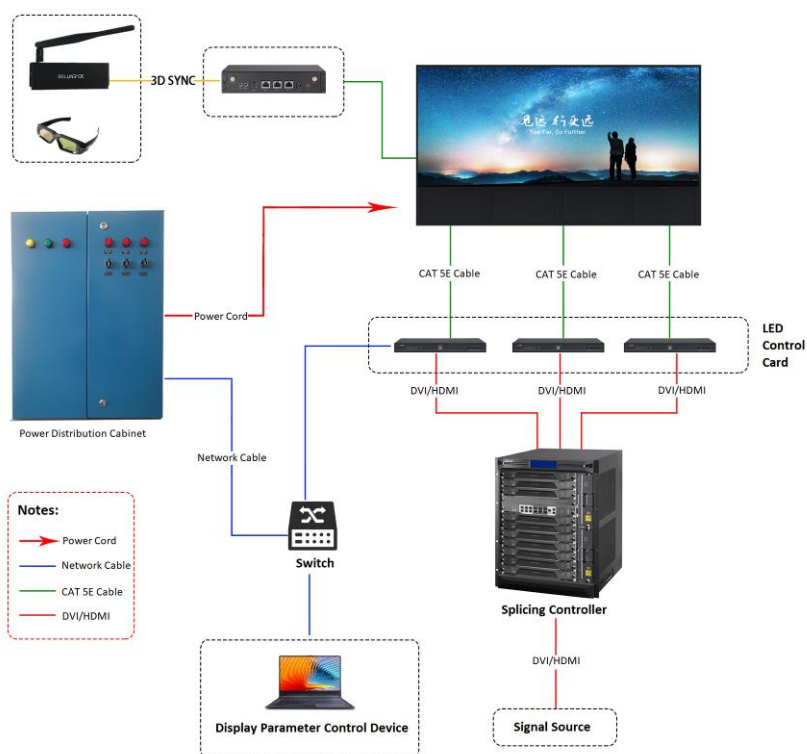 3D-EMT100
3D SYNC
见远 行更远
See Far, Go Further
CAT 5E Cable
CAT 5E Cable
CAT 5E Cable
Power Cord
LED
Control
Card
DVI/HDMI
DVI/HDMI
DVI/HDMI
Power Distribution Cabinet
Network Cable
Notes:
Power Cord
Network Cable
CAT 5E Cable
DVI/HDMI
Switch
Splicing Controller
DVI/HDMI
Display Parameter Control Device
Signal Source